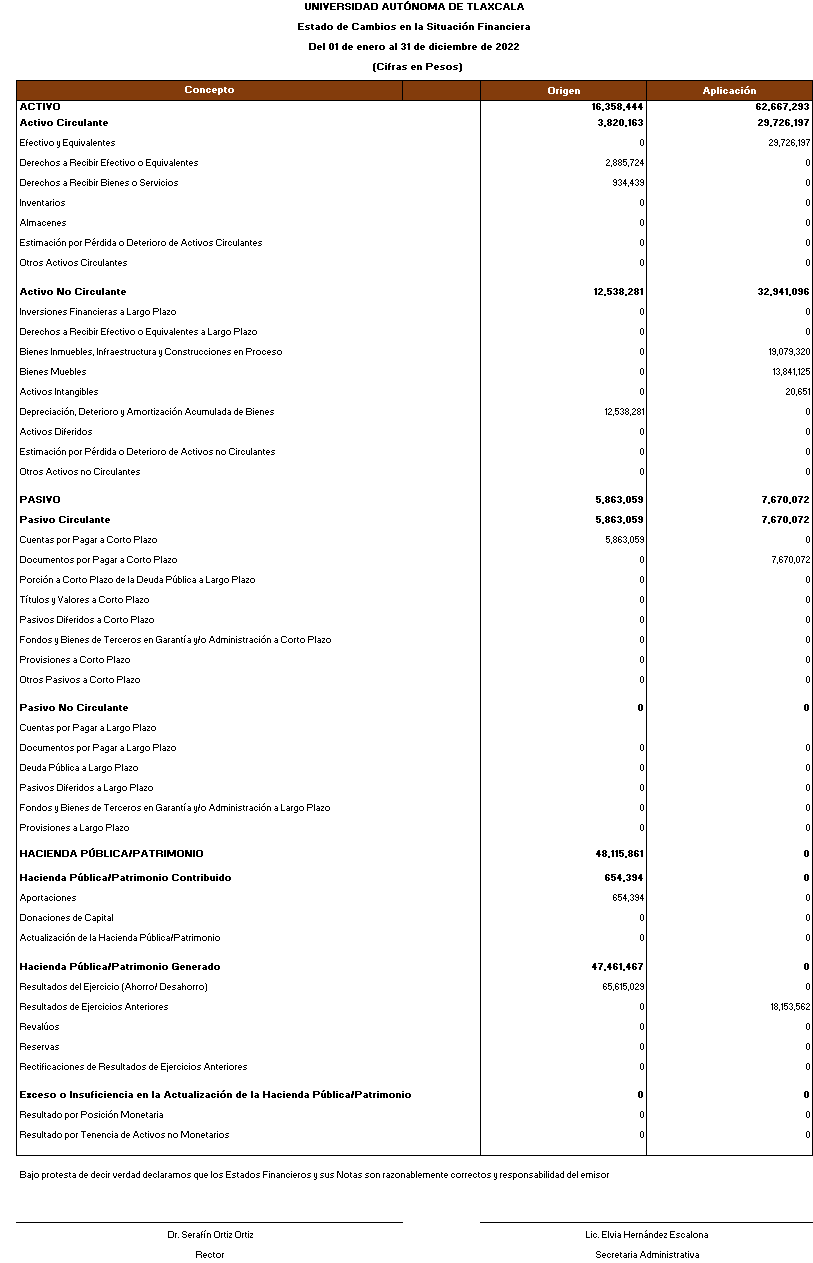 UNIVERSIDAD AUTÓNOMA DE TLAXCALA
Estado de Cambios en la Situación Financiera
Del 01 de enero al 31 de diciembre de 2022
(Cifras en Pesos)
Concepto Origen Aplicación
ACTIVO 16,358,444 62,667,293
Activo Circulante 3,820,163 29,726,197
Efectivo y Equivalentes 0 29,726,197
Derechos a Recibir Efectivo o Equivalentes 2,885,724 0
Derechos a Recibir Bienes o Servicios 934,439 0
Inventarios 0 0
Almacenes 0 0
Estimación por Pérdida o Deterioro de Activos Circulantes 0 0
Otros Activos Circulantes 0 0
Activo No Circulante 12,538,281 32,941,096
Inversiones Financieras a Largo Plazo 0 0
Derechos a Recibir Efectivo o Equivalentes a Largo Plazo 0 0
Bienes Inmuebles, Infraestructura y Construcciones en Proceso 0 19,079,320
Bienes Muebles 0 13,841,125
Activos Intangibles 0 20,651
Depreciación, Deterioro y Amortización Acumulada de Bienes 12,538,281 0
Activos Diferidos 0 0
Estimación por Pérdida o Deterioro de Activos no Circulantes 0 0
Otros Activos no Circulantes 0 0
PASIVO 5,863,059 7,670,072
Pasivo Circulante 5,863,059 7,670,072
Cuentas por Pagar a Corto Plazo 5,863,059 0
Documentos por Pagar a Corto Plazo 0 7,670,072
Porción a Corto Plazo de la Deuda Pública a Largo Plazo 0 0
Títulos y Valores a Corto Plazo 0 0
Pasivos Diferidos a Corto Plazo 0 0
Fondos y Bienes de Terceros en Garantía y/o Administración a Corto Plazo 0 0
Provisiones a Corto Plazo 0 0
Otros Pasivos a Corto Plazo 0 0
Pasivo No Circulante 0 0
Cuentas por Pagar a Largo Plazo
Documentos por Pagar a Largo Plazo 0 0
Deuda Pública a Largo Plazo 0 0
Pasivos Diferidos a Largo Plazo 0 0
Fondos y Bienes de Terceros en Garantía y/o Administración a Largo Plazo 0 0
Provisiones a Largo Plazo 0 0
HACIENDA PÚBLICA/PATRIMONIO 48,115,861 0
Hacienda Pública/Patrimonio Contribuido 654,394 0
Aportaciones 654,394 0
Donaciones de Capital 0 0
Actualización de la Hacienda Pública/Patrimonio 0 0
Hacienda Pública/Patrimonio Generado 47,461,467 0
Resultados del Ejercicio (Ahorro/ Desahorro) 65,615,029 0
Resultados de Ejercicios Anteriores 0 18,153,562
Revalúos 0 0
Reservas 0 0
Rectificaciones de Resultados de Ejercicios Anteriores 0 0
Exceso o Insuficiencia en la Actualización de la Hacienda Pública/Patrimonio 0 0
Resultado por Posición Monetaria 0 0
Resultado por Tenencia de Activos no Monetarios 0 0
Bajo protesta de decir verdad declaramos que los Estados Financieros y sus Notas son razonablemente correctos y responsabilidad del emisor
Dr. Serafín Ortiz Ortiz Lic. Elvia Hernández Escalona
Rector Secretaria Administrativa